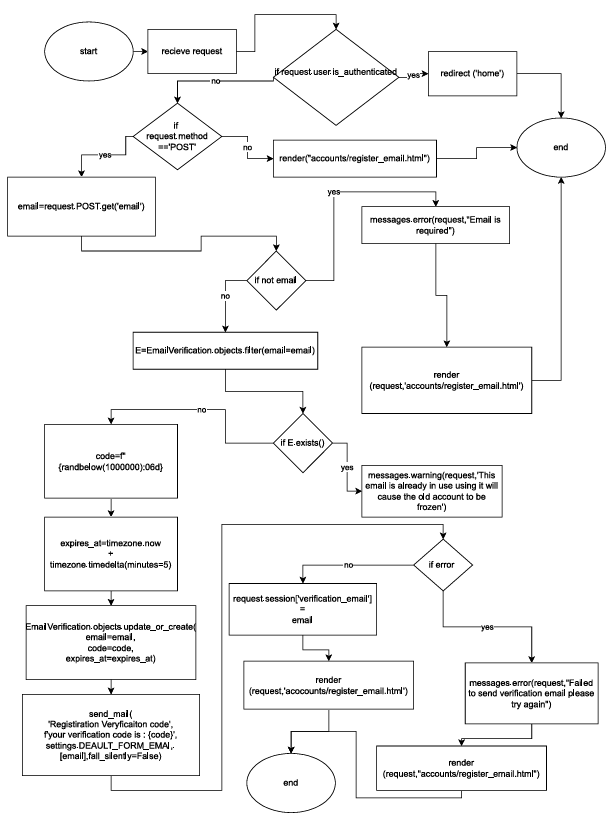 start
recieve request
if request.user.is_authenticated
yes
redirect ('home')
no
if
request.method
=='POST'
no
render("accounts/register_email.html")
end
yes
email=request.POST.get('email')
yes
messages.error(request,"Email is
required")
if not email
no
E=EmailVerification.objects.filter(email=email)
render
(request,'accounts/register_email.html')
no
if E.exists()
yes
code=f"
{randbelow(1000000):06d}
messages.warning(request,'This
email is already in use using it will
cause the old account to be
frozen')
expires_at=timezone.now
+
timezone.timedelta(minutes=5)
if error
no
request.session['verification_email']
=
email
yes
EmailVerification.objects.update_or_create(
email=email,
code=code,
expires_at=expires_at)
render
(request,'acocounts/register_email.html')
messages.error(request,"Failed
to send verification email please
try again")
send_mail(
'Registiration Veryficaiton code',
f'your verification code is : {code}',
settings.DEAULT_FORM_EMAI,.
[email],fail_silently=False)
render
(request,"accounts/register_email.html")
end